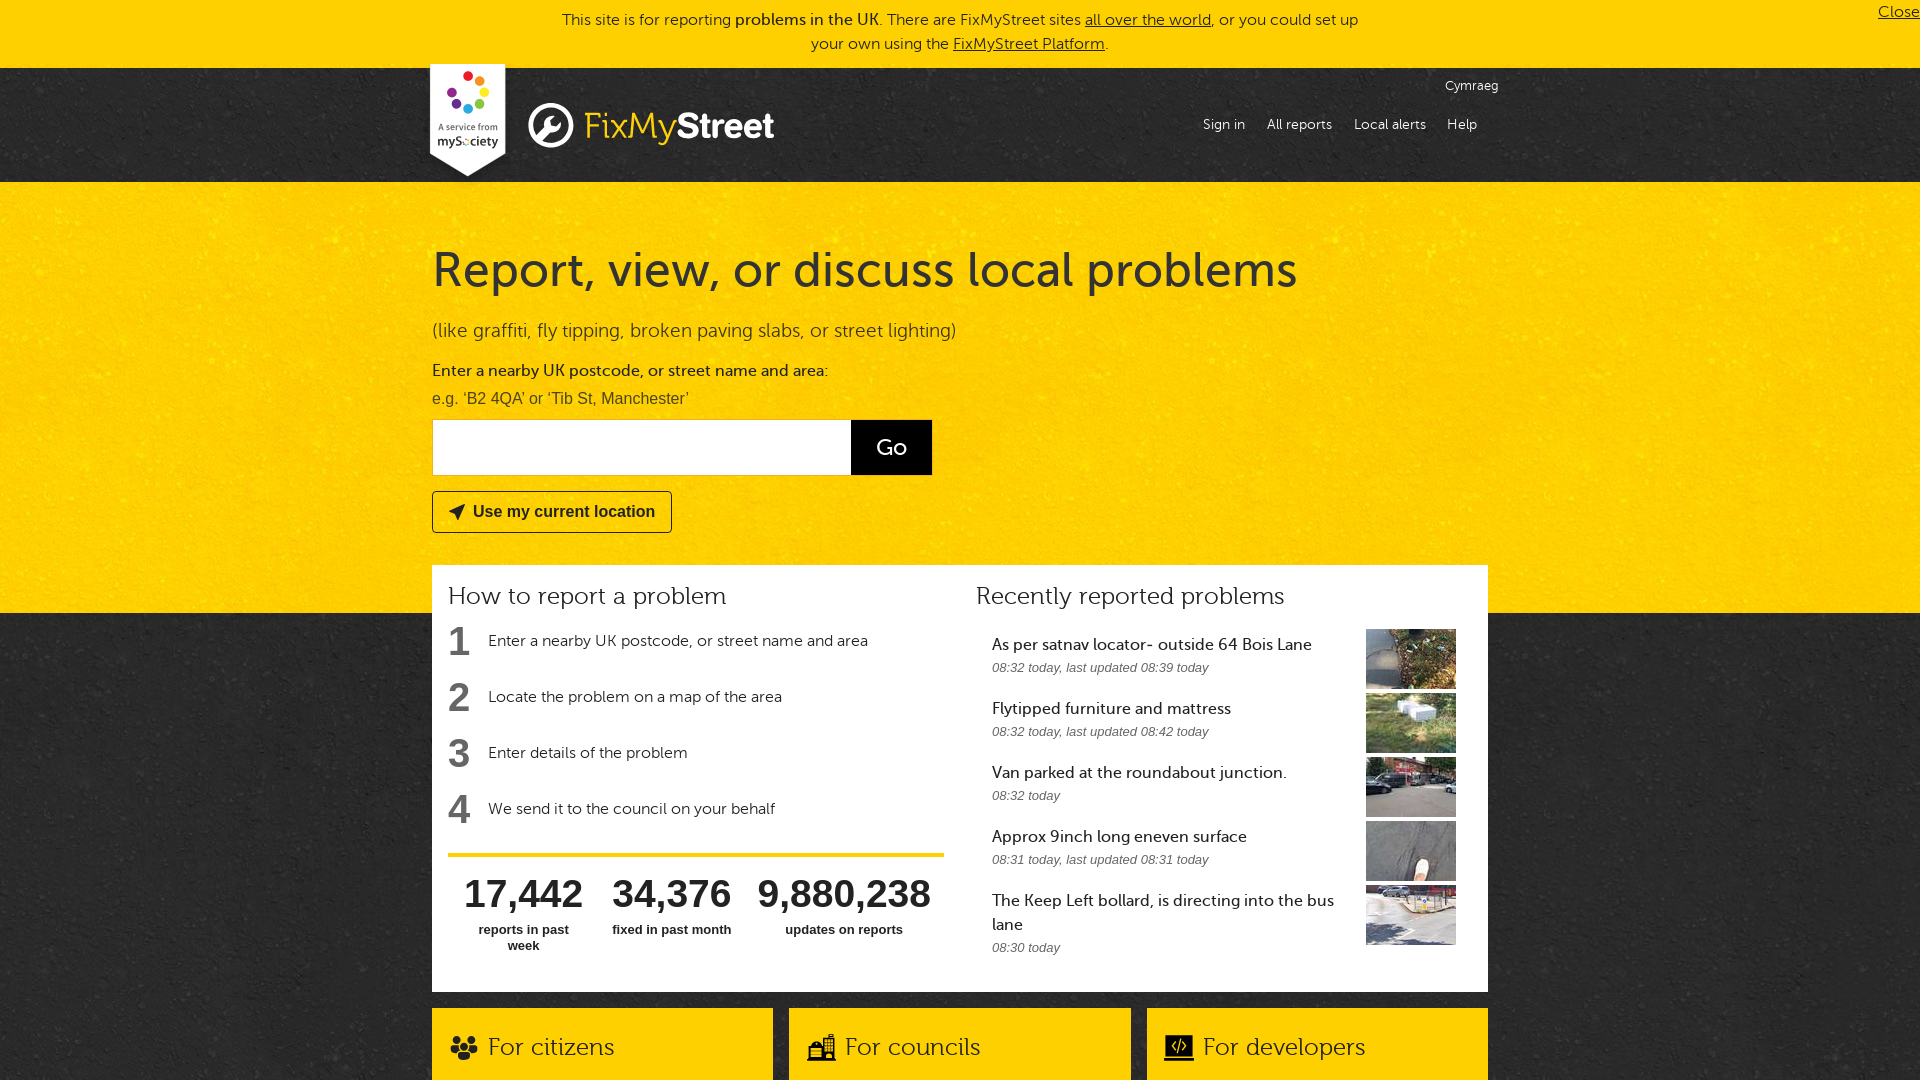 This site is for reporting problems in the UK. There are FixMyStreet sites all over the world, or you could set up
your own using the FixMyStreet Platform.
Close
Cymraeg
A service from
mySociety
FixMyStreet
Sign in
All reports
Local alerts
Help
Report, view, or discuss local problems
(like graffiti, fly tipping, broken paving slabs, or street lighting)
Enter a nearby UK postcode, or street name and area:
e.g. ‘B2 4QA’ or ‘Tib St, Manchester’
Go
Use my current location
How to report a problem
1 Enter a nearby UK postcode, or street name and area
2 Locate the problem on a map of the area
3 Enter details of the problem
4 We send it to the council on your behalf
17,442
reports in past
week
34,376
fixed in past month
9,880,238
updates on reports
Recently reported problems
As per satnav locator- outside 64 Bois Lane
08:32 today, last updated 08:39 today
Flytipped furniture and mattress
08:32 today, last updated 08:42 today
Van parked at the roundabout junction.
08:32 today
Approx 9inch long eneven surface
08:31 today, last updated 08:31 today
The Keep Left bollard, is directing into the bus
lane
08:30 today
For citizens
For councils
For developers